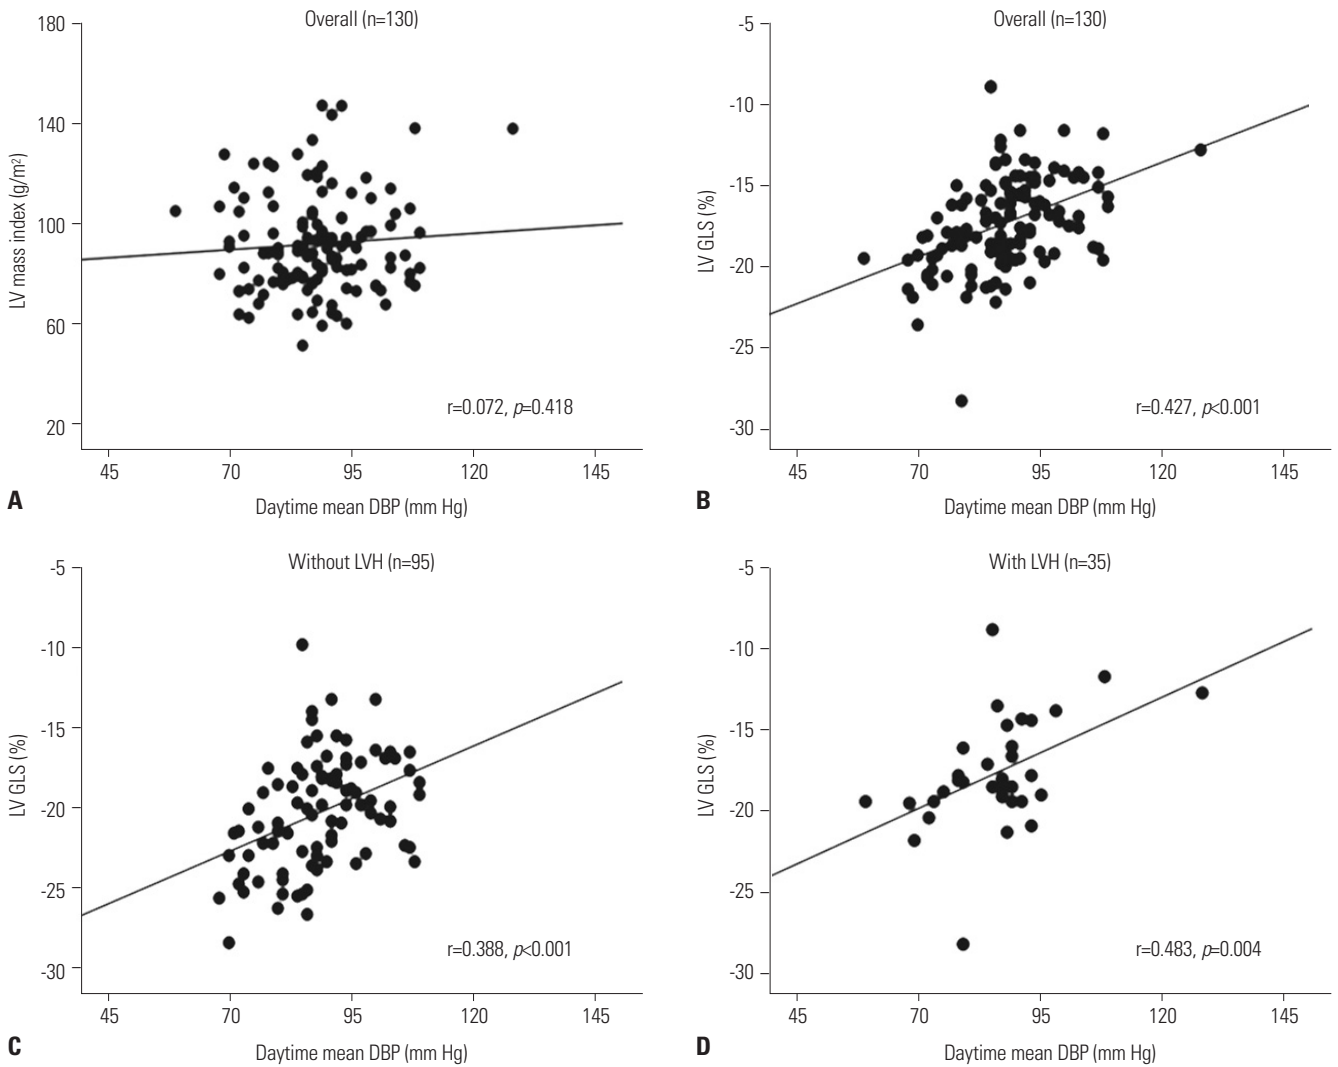 Overall (n=130)
180
140
100
60
20
LV mass index (g/m²)
r=0.072, p=0.418
45 70 95 120 145
Daytime mean DBP (mm Hg)
A
Overall (n=130)
-5
-10
-15
-20
-25
-30
LV GLS (%)
r=0.427, p<0.001
45 70 95 120 145
Daytime mean DBP (mm Hg)
B
Without LVH (n=95)
-5
-10
-15
-20
-25
-30
LV GLS (%)
r=0.388, p<0.001
45 70 95 120 145
Daytime mean DBP (mm Hg)
C
With LVH (n=35)
-5
-10
-15
-20
-25
-30
LV GLS (%)
r=0.483, p=0.004
45 70 95 120 145
Daytime mean DBP (mm Hg)
D